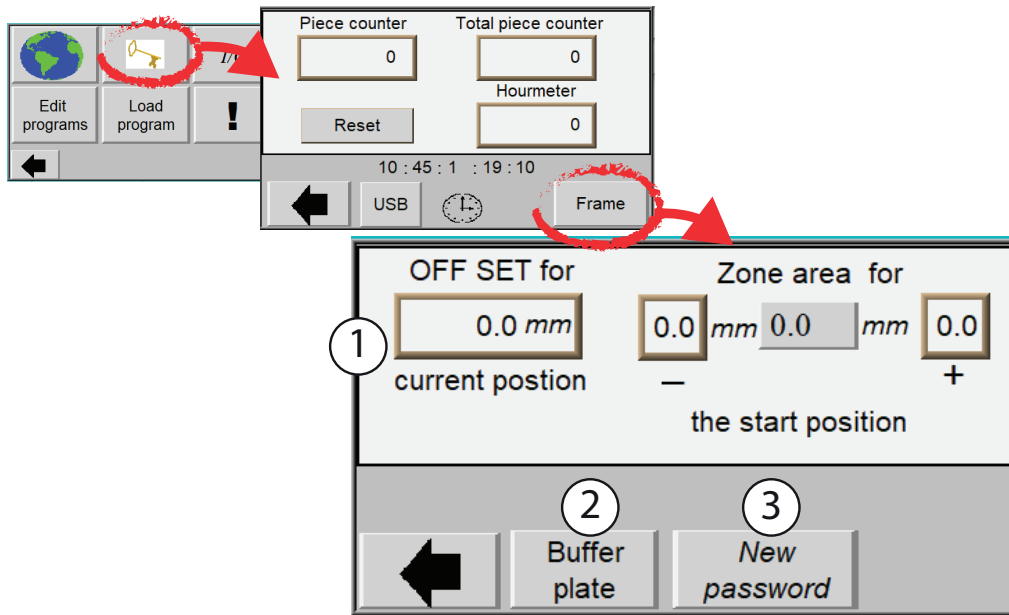 I/O
Edit
programs
Load
program
!
Piece counter
Total piece counter
0
0
Hourmeter
Reset
0
10 : 45 : 1 : 19 : 10
USB
Frame
OFF SET for
Zone area for
1
0.0 mm
0.0 mm 0.0 mm 0.0
current postion
–
+
the start position
2
3
Buffer
plate
New
password